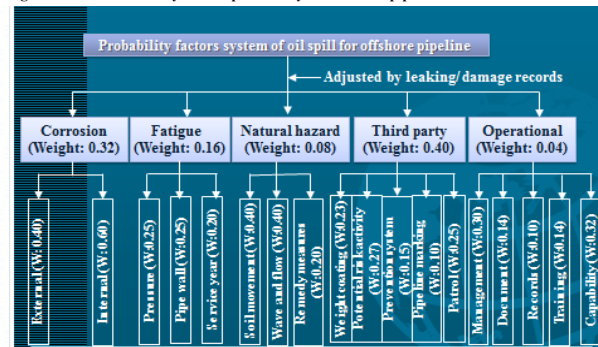 Probability factors system of oil spill for offshore pipeline
Adjusted by leaking/ damage records
Corrosion
(Weight: 0.32)
Fatigue
(Weight: 0.16)
Natural hazard
(Weight: 0.08)
Third party
(Weight: 0.40)
Operational
(Weight: 0.04)
External (W: 0.40)
Internal (W: 0.60)
Pressure (W:0.25)
Pipe wall (W:0.25)
Service year (W:0.20)
Soil movement (W:0.40)
Wave and flow (W:0.40)
Remedy measures
(W:0.20)
Weight coating (W:0.23)
Potential risk activity
(W:0.27)
Prevention system
(W:0.15)
Pipeline marking
(W:0.10)
Patrol (W:0.25)
Management (W:0.30)
Document (W:0.14)
Records (W:0.10)
Training (W:0.14)
Capability (W:0.32)